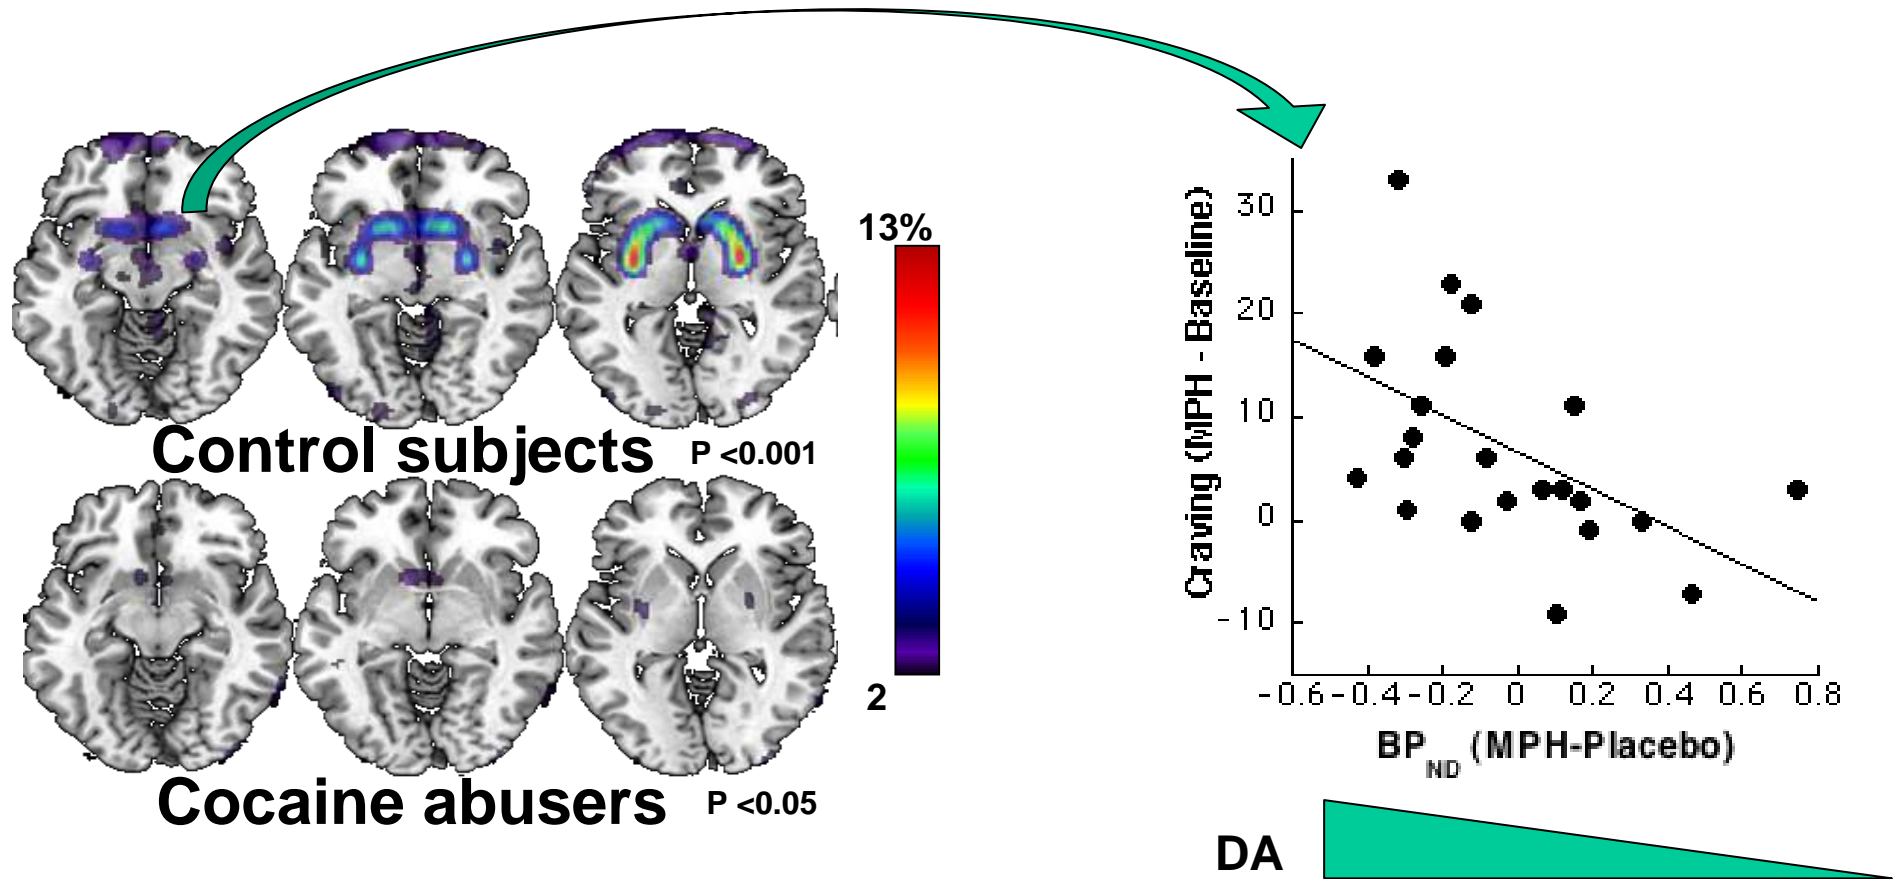 13%
2
Control subjects P <0.001
Cocaine abusers P <0.05
Craving (MPH - Baseline)
30
20
10
0
-10
-0.6 -0.4 -0.2 0 0.2 0.4 0.6 0.8
BPND (MPH-Placebo)
DA